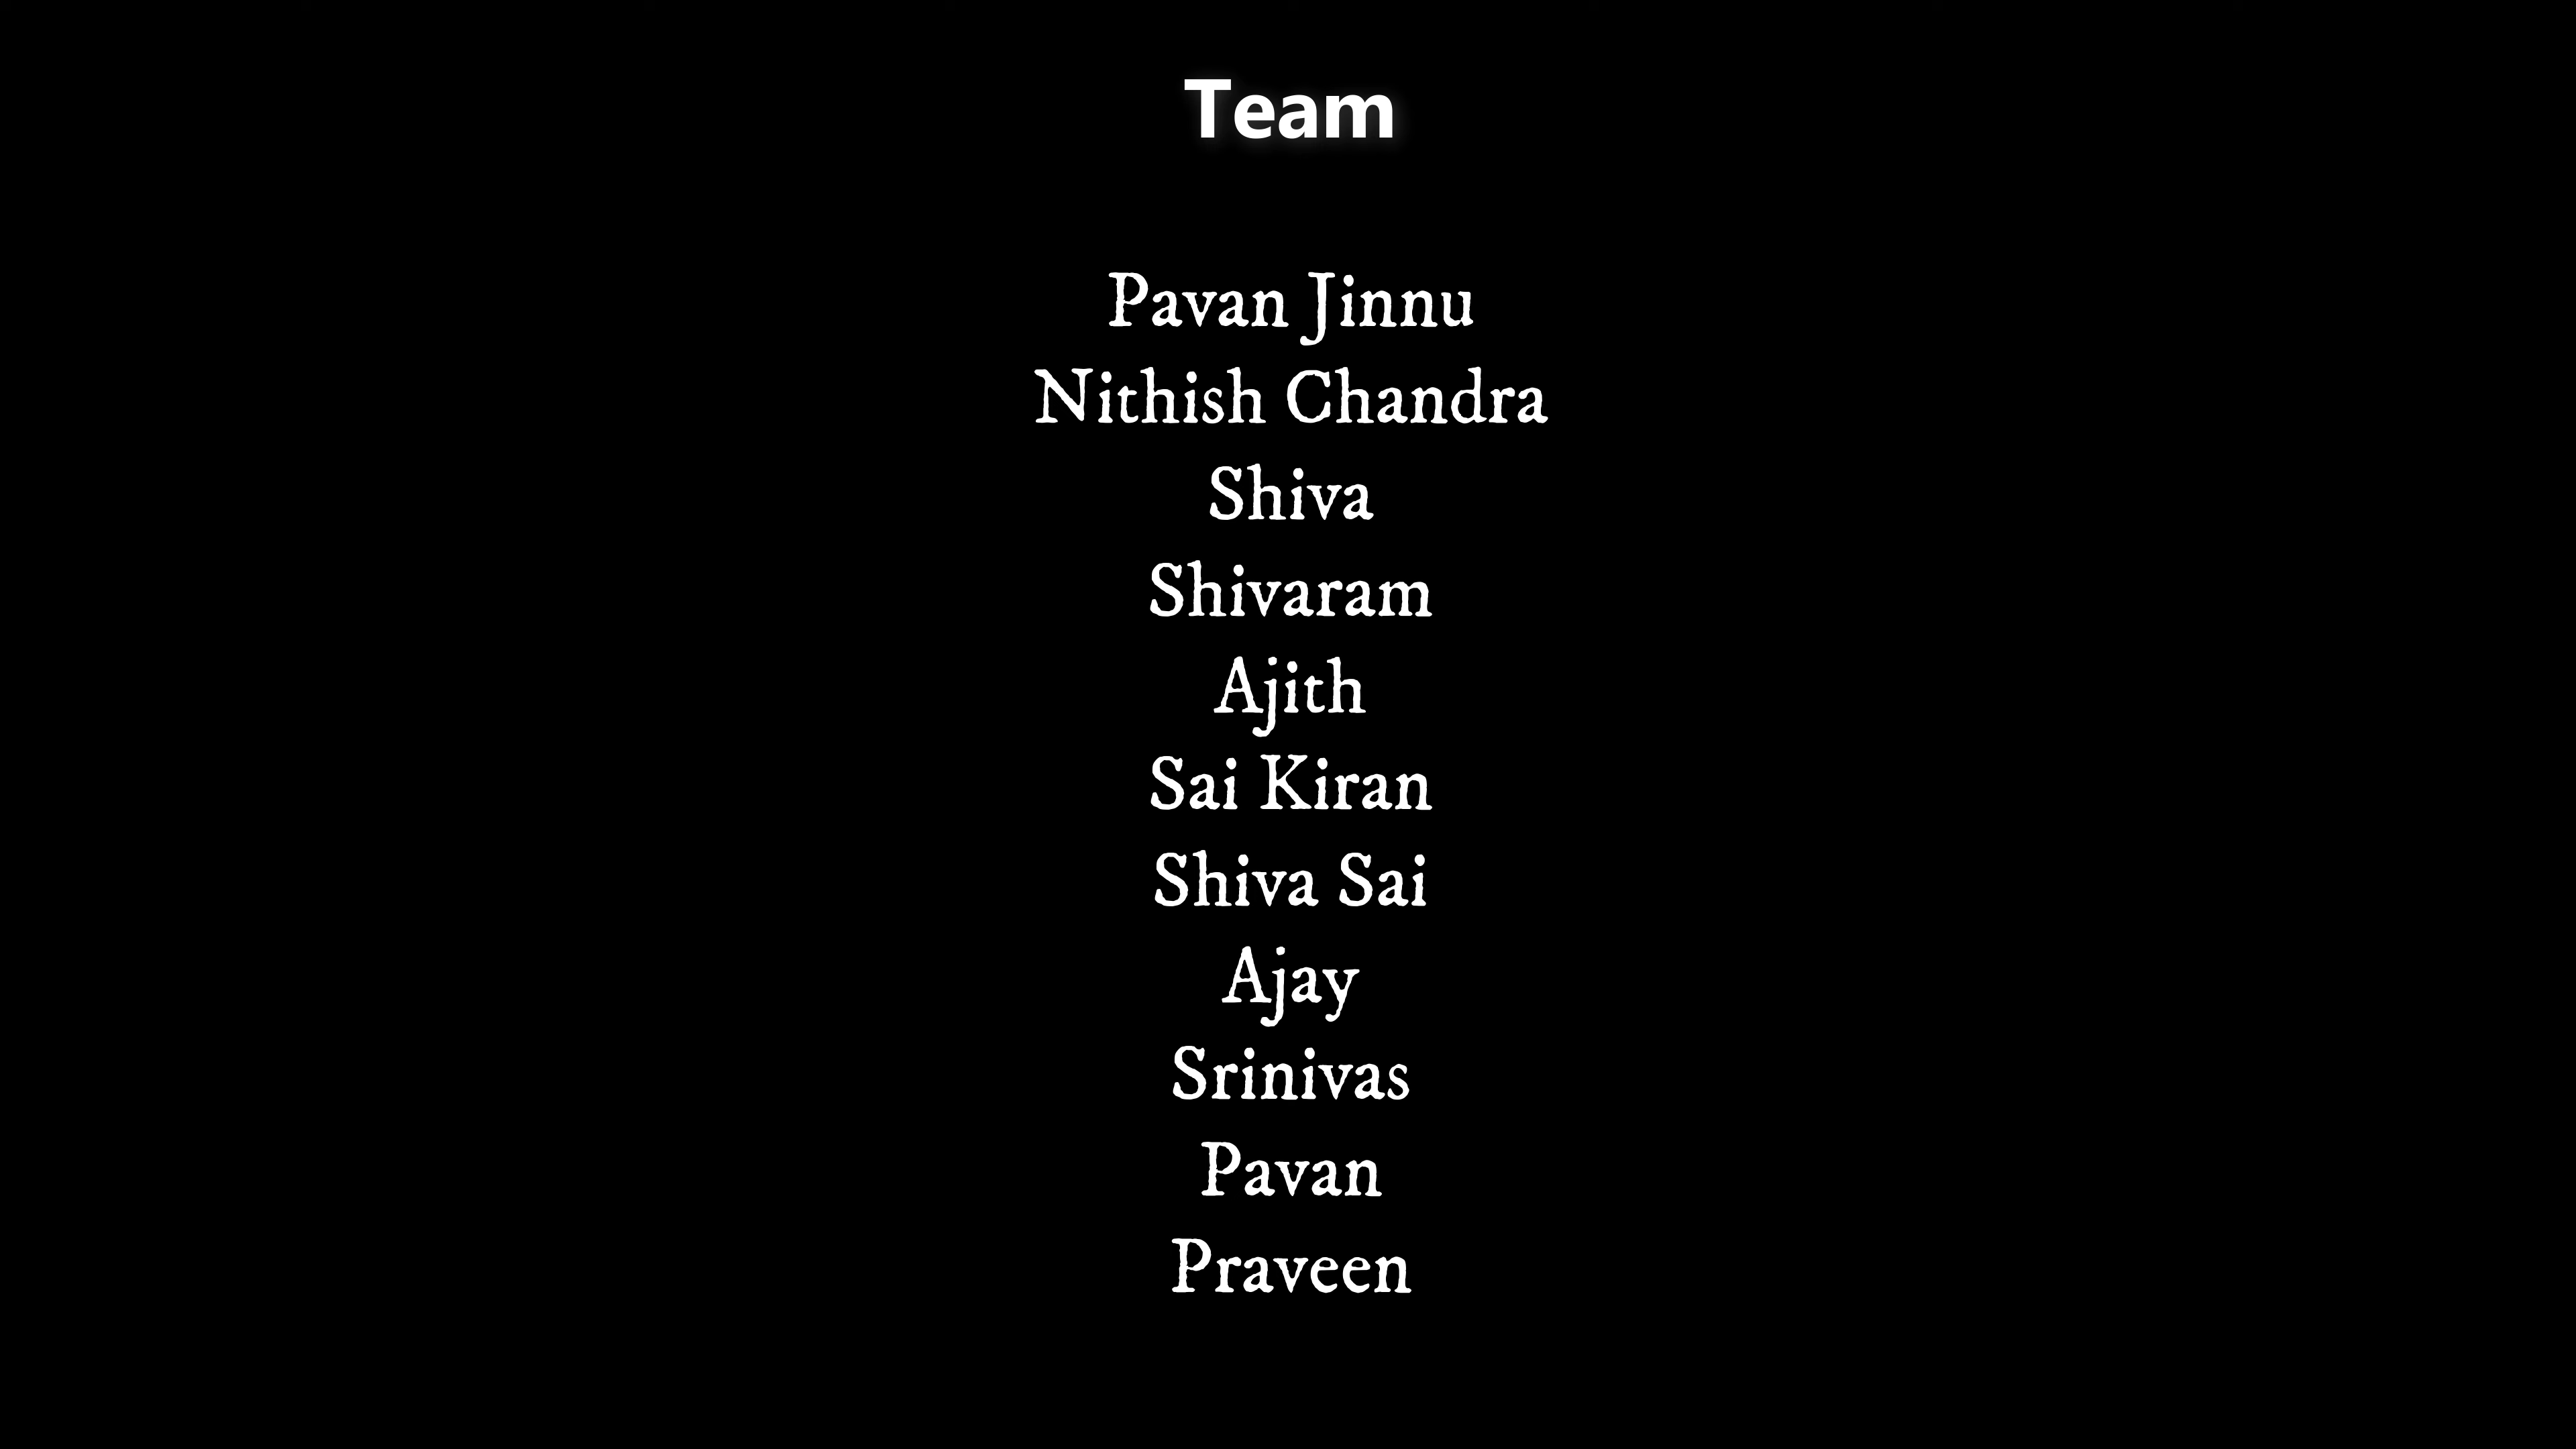 Team
Pavan Jinnu
Nithish Chandra
Shiva
Shivaram
Ajith
Sai Kiran
Shiva Sai
Ajay
Srinivas
Pavan
Praveen